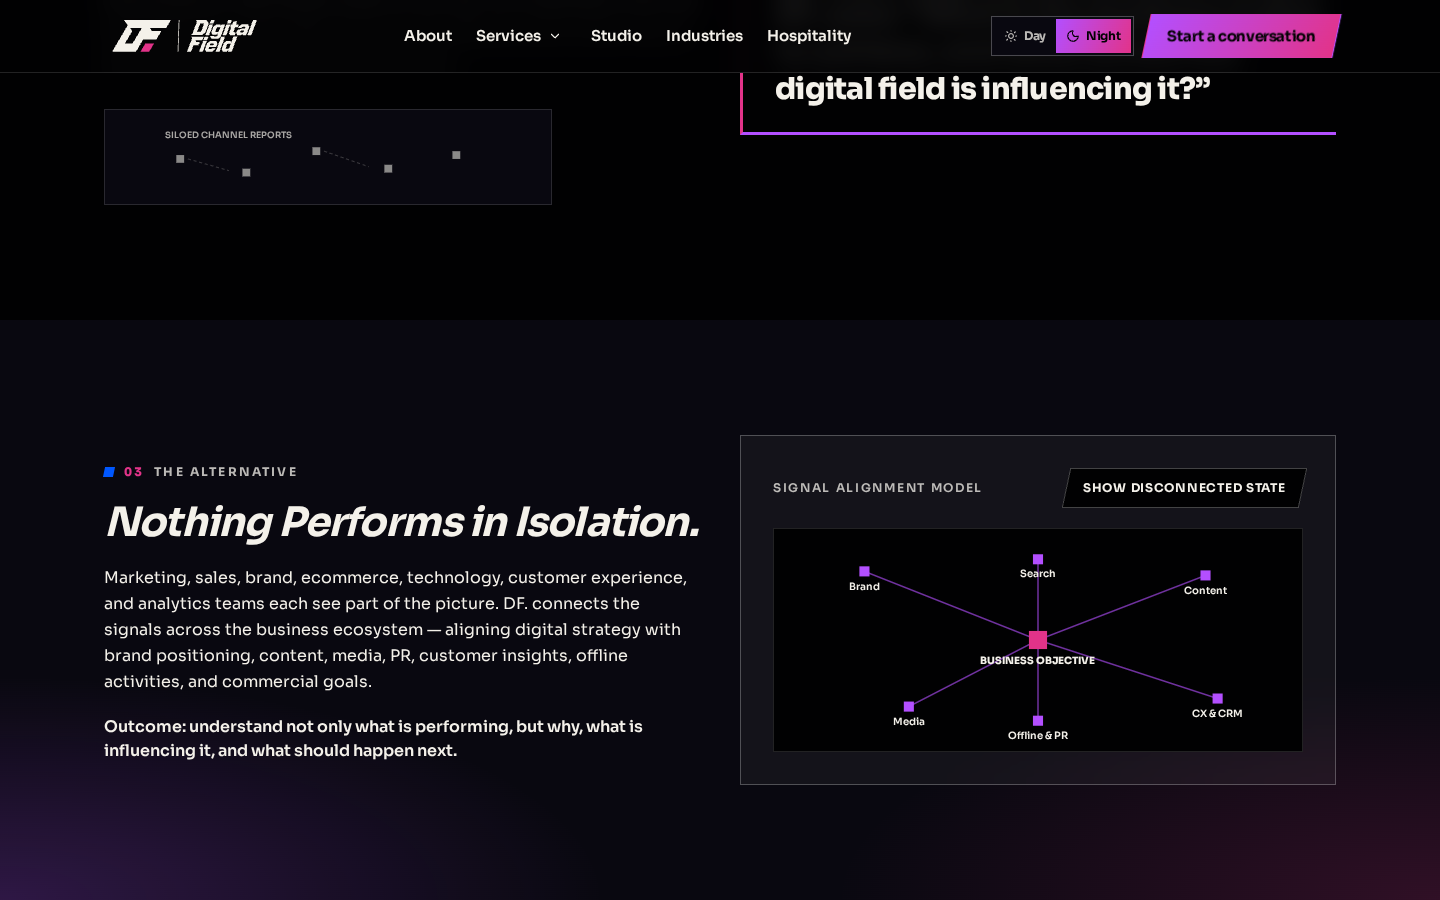 DF Digital Field
About
Services
Studio
Industries
Hospitality
Day
Night
Start a conversation
digital field is influencing it?”
SILOED CHANNEL REPORTS
03 THE ALTERNATIVE
Nothing Performs in Isolation.
Marketing, sales, brand, ecommerce, technology, customer experience,
and analytics teams each see part of the picture. DF. connects the
signals across the business ecosystem — aligning digital strategy with
brand positioning, content, media, PR, customer insights, offline
activities, and commercial goals.
Outcome: understand not only what is performing, but why, what is
influencing it, and what should happen next.
SIGNAL ALIGNMENT MODEL
SHOW DISCONNECTED STATE
Brand
Search
Content
BUSINESS OBJECTIVE
Media
Offline & PR
CX & CRM